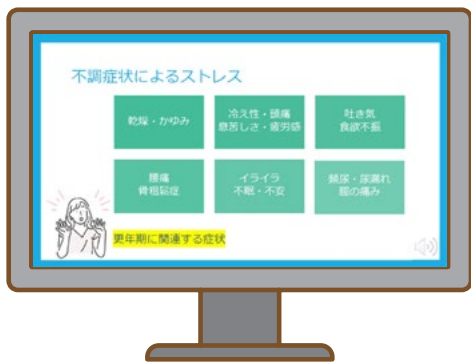 不調症状によるストレス
乾燥・かゆみ
冷え性・頭痛
息苦しさ・疲労感
吐き気
食欲不振
腰痛
骨粗鬆症
イライラ
不眠・不安
頻尿・尿漏れ
膣の痛み
更年期に関連する症状